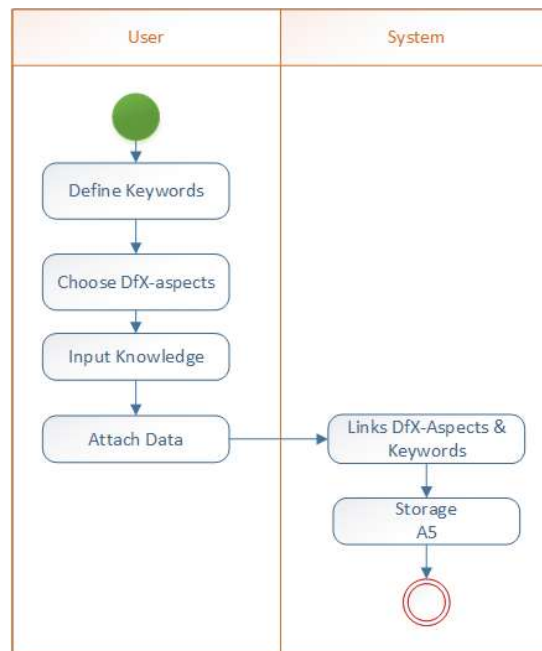 User
System
Define Keywords
Choose DfX-aspects
Input Knowledge
Attach Data
Links DfX-Aspects &
Keywords
Storage
A5